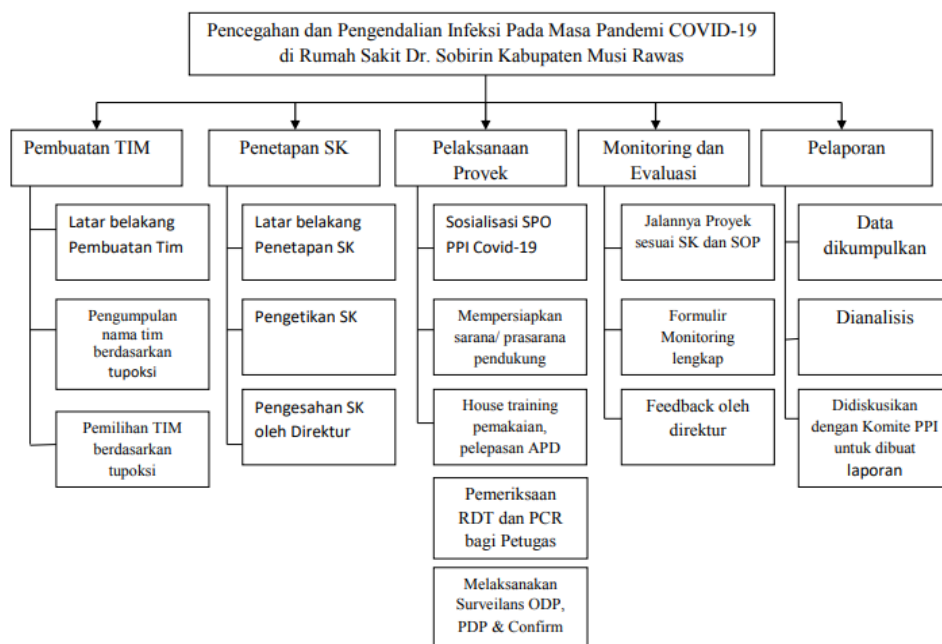 Pencegahan dan Pengendalian Infeksi Pada Masa Pandemi COVID-19
di Rumah Sakit Dr. Sobirin Kabupaten Musi Rawas
Pembuatan TIM
Latar belakang
Pembuatan Tim
Pengumpulan
nama tim
berdasarkan
tupoksi
Pemilihan TIM
berdasarkan
tupoksi
Penetapan SK
Latar belakang
Penetapan SK
Pengetikan SK
Pengesahan SK
oleh Direktur
Pelaksanaan
Proyek
Sosialisasi SPO
PPI Covid-19
Mempersiapkan
sarana/ prasarana
pendukung
House training
pemakaian,
pelepasan APD
Pemeriksaan
RDT dan PCR
bagi Petugas
Melaksanakan
Surveilans ODP,
PDP & Confirm
Monitoring dan
Evaluasi
Jalannya Proyek
sesuai SK dan SOP
Formulir
Monitoring
lengkap
Feedback oleh
direktur
Pelaporan
Data
dikumpulkan
Dianalisis
Didiskusikan
dengan Komite PPI
untuk dibuat
laporan